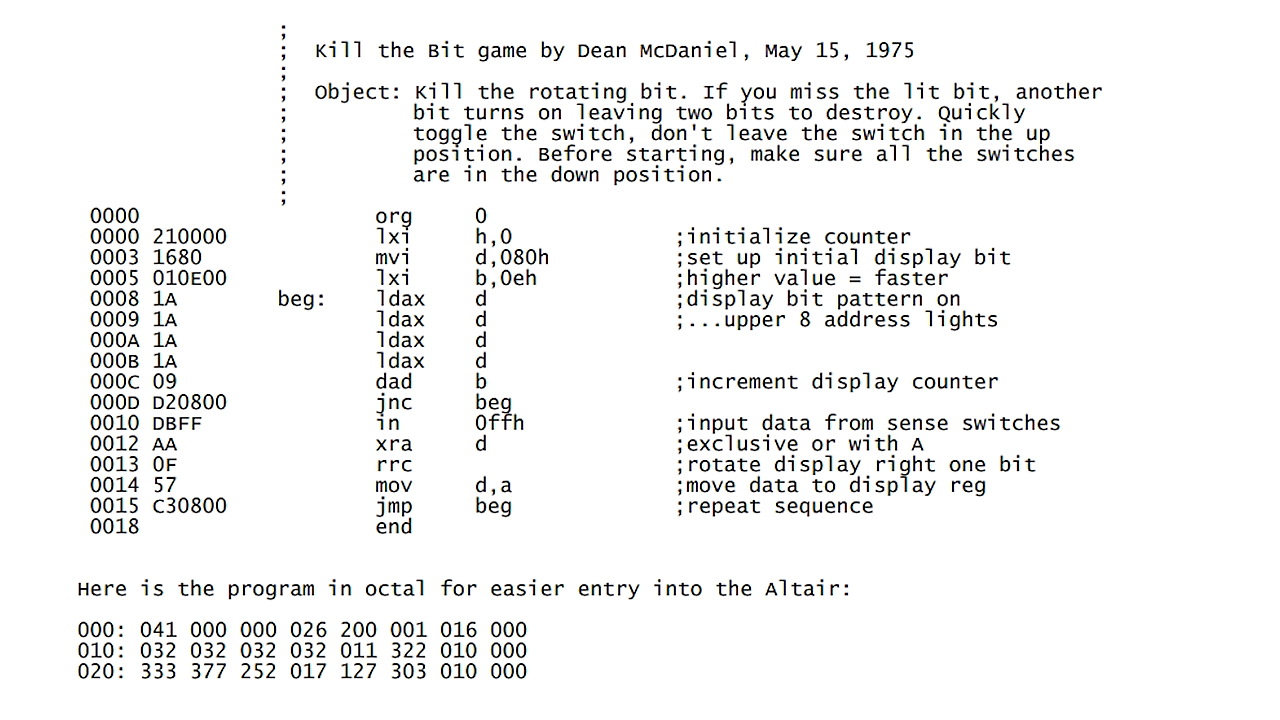 ;
; Kill the Bit game by Dean McDaniel, May 15, 1975
;
; Object: Kill the rotating bit. If you miss the lit bit, another
; bit turns on leaving two bits to destroy. Quickly
; toggle the switch, don't leave the switch in the up
; position. Before starting, make sure all the switches
; are in the down position.
;
0000 org 0
0000 210000 lxi h,0 ;initialize counter
0003 1680 mvi d,080h ;set up initial display bit
0005 010E00 lxi b,0eh ;higher value = faster
0008 1A beg: ldax d ;display bit pattern on
0009 1A ldax d ;...upper 8 address lights
000A 1A ldax d
000B 1A ldax d
000C 09 dad b ;increment display counter
000D D20800 jnc beg
0010 DBFF in 0ffh ;input data from sense switches
0012 AA xra d ;exclusive or with A
0013 0F rrc ;rotate display right one bit
0014 57 mov d,a ;move data to display reg
0015 C30800 jmp beg ;repeat sequence
0018 end
Here is the program in octal for easier entry into the Altair:
000: 041 000 000 026 200 001 016 000
010: 032 032 032 032 011 322 010 000
020: 333 377 252 017 127 303 010 000